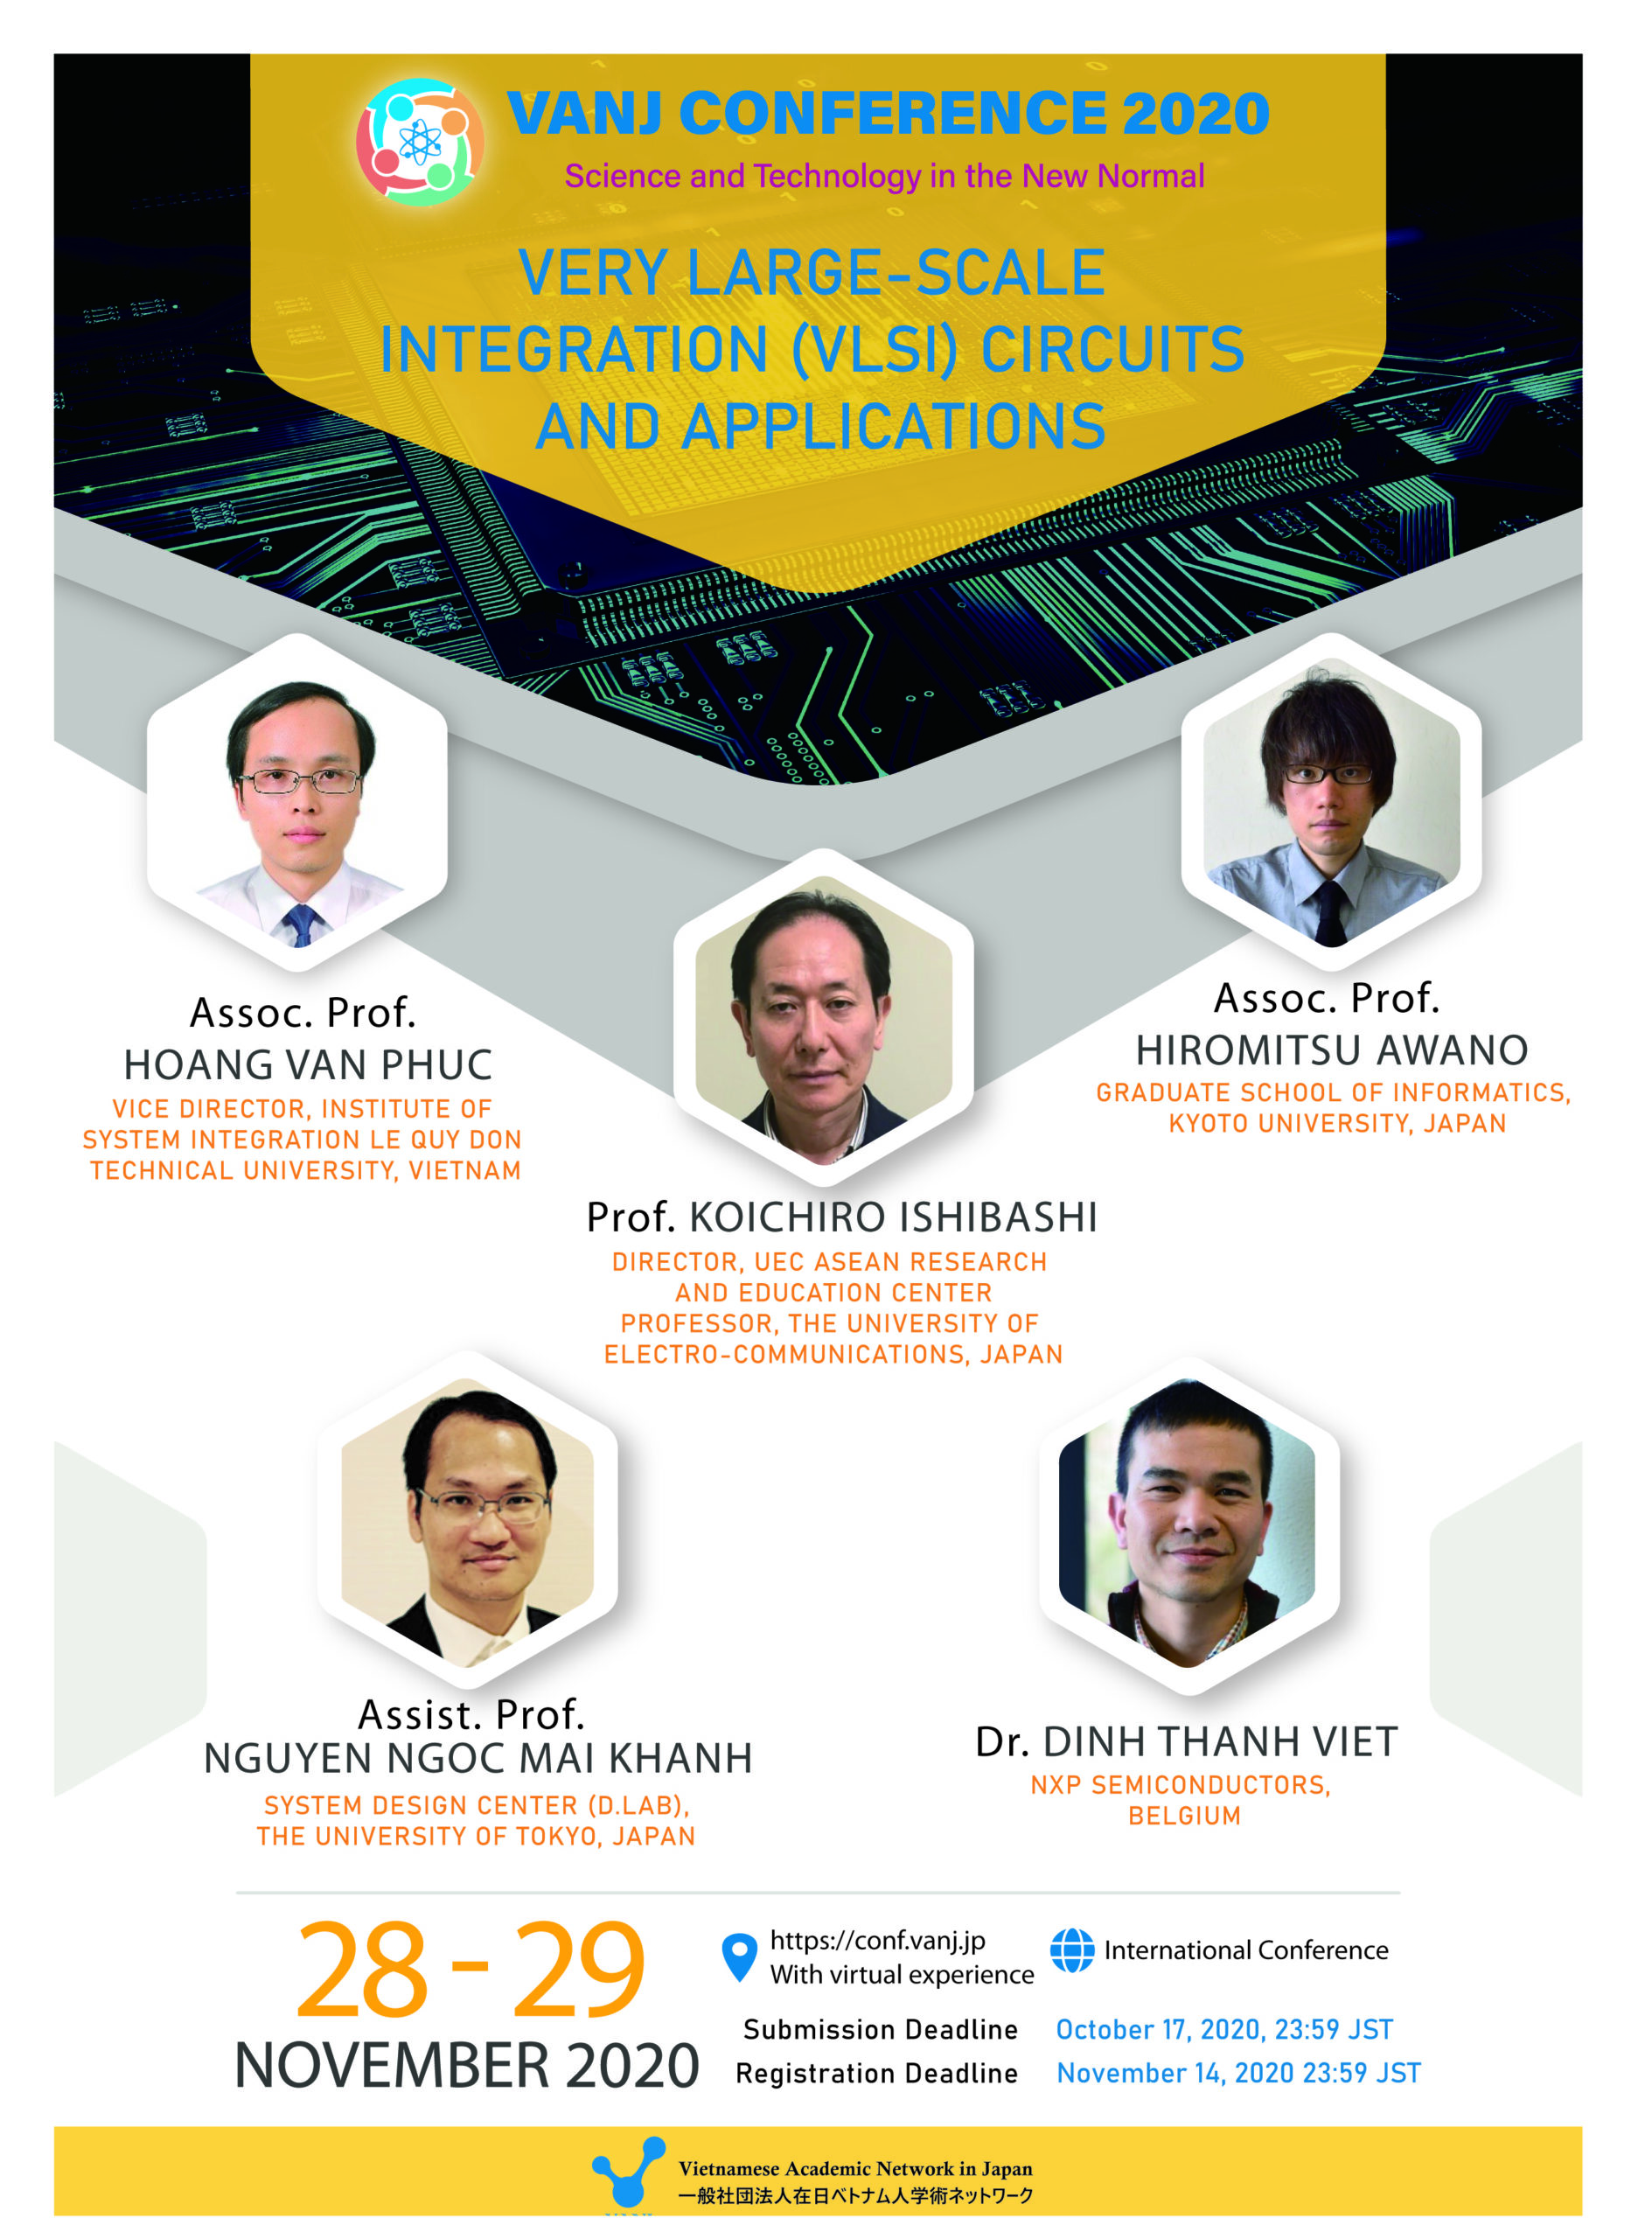 VANJ CONFERENCE 2020
Science and Technology in the New Normal
VERY LARGE-SCALE
INTEGRATION (VLSI) CIRCUITS
AND APPLICATIONS
Assoc. Prof.
HOANG VAN PHUC
VICE DIRECTOR, INSTITUTE OF
SYSTEM INTEGRATION LE QUY DON
TECHNICAL UNIVERSITY, VIETNAM
Assoc. Prof.
HIROMITSU AWANO
GRADUATE SCHOOL OF INFORMATICS,
KYOTO UNIVERSITY, JAPAN
Prof. KOICHIRO ISHIBASHI
DIRECTOR, UEC ASEAN RESEARCH
AND EDUCATION CENTER
PROFESSOR, THE UNIVERSITY OF
ELECTRO-COMMUNICATIONS, JAPAN
Assist. Prof.
NGUYEN NGOC MAI KHANH
SYSTEM DESIGN CENTER (D.LAB),
THE UNIVERSITY OF TOKYO, JAPAN
Dr. DINH THANH VIET
NXP SEMICONDUCTORS,
BELGIUM
28 - 29
NOVEMBER 2020
https://conf.vanj.jp
With virtual experience
International Conference
Submission Deadline October 17, 2020, 23:59 JST
Registration Deadline November 14, 2020 23:59 JST
Vietnamese Academic Network in Japan
一般社団法人在日ベトナム人学術ネットワーク